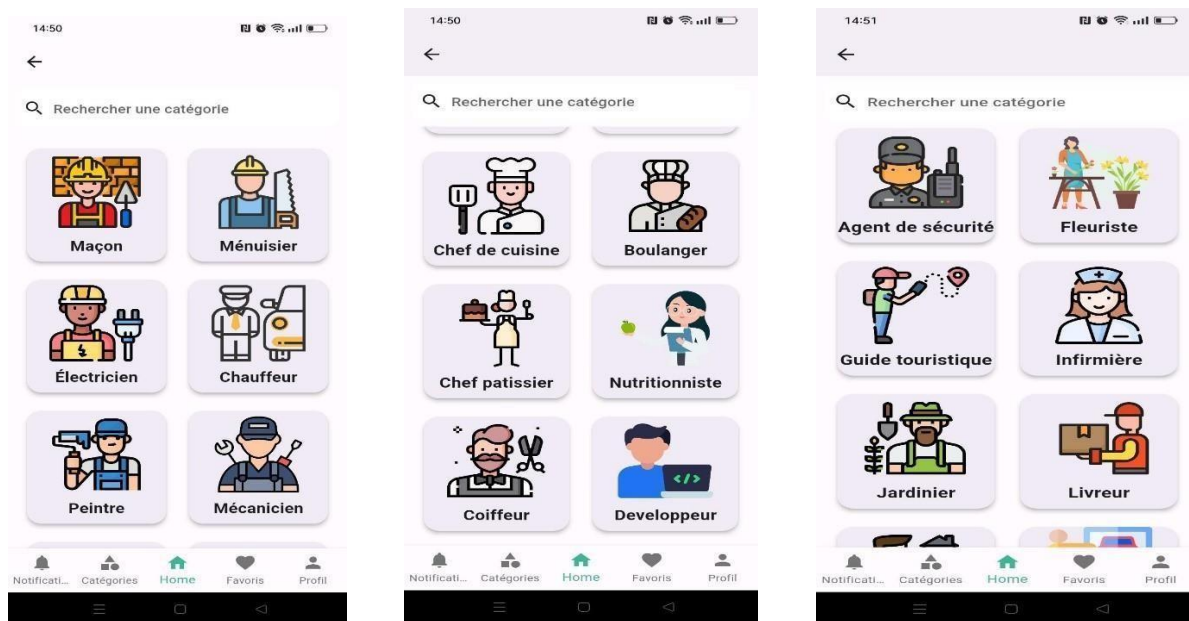 14:50
Rechercher une catégorie
Maçon
Ménuisier
Électricien
Chauffeur
Peintre
Mécanicien
Notificati...
Catégories
Home
Favoris
Profil
14:50
Rechercher une catégorie
Chef de cuisine
Boulanger
Chef patissier
Nutritionniste
Coiffeur
</>
Developpeur
Notificati...
Catégories
Home
Favoris
Profil
14:51
Rechercher une catégorie
Agent de sécurité
Fleuriste
Guide touristique
Infirmière
Jardinier
Livreur
Notificati...
Catégories
Home
Favoris
Profil